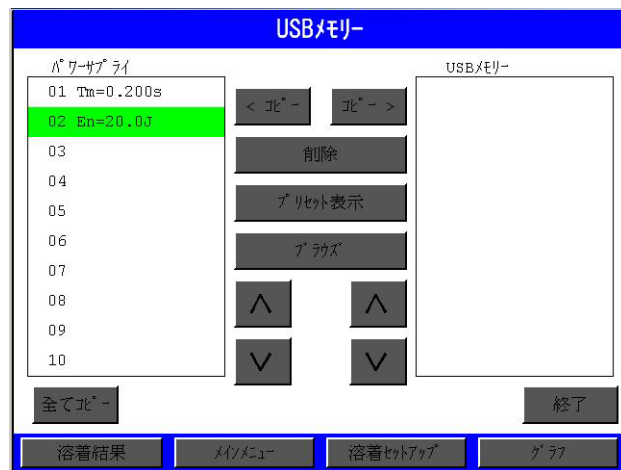 USBメモリー
パワーサプライ
USBメモリー
01 Tm=0.200s
02 En=20.0J
03
04
05
06
07
08
09
10
< コピー
コピー >
削除
プリセット表示
ブラウズ
∧
∧
∨
∨
全てコピー
終了
溶着結果
メインメニュー
溶着セットアップ
グラフ